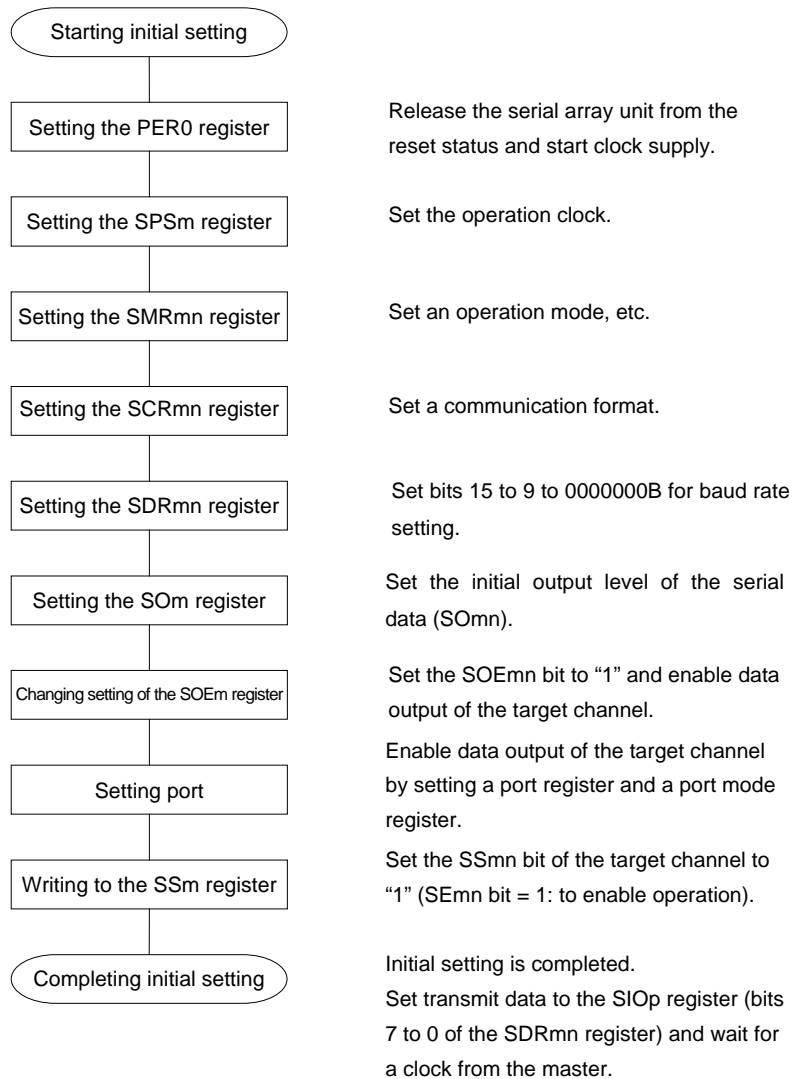 Starting initial setting
Setting the PER0 register
Release the serial array unit from the
reset status and start clock supply.
Setting the SPSm register
Set the operation clock.
Setting the SMRmn register
Set an operation mode, etc.
Setting the SCRmn register
Set a communication format.
Setting the SDRmn register
Set bits 15 to 9 to 0000000B for baud rate
setting.
Setting the SOm register
Set the initial output level of the serial
data (SOmn).
Changing setting of the SOEm register
Set the SOEmn bit to “1” and enable data
output of the target channel.
Setting port
Enable data output of the target channel
by setting a port register and a port mode
register.
Writing to the SSm register
Set the SSmn bit of the target channel to
“1” (SEmn bit = 1: to enable operation).
Completing initial setting
Initial setting is completed.
Set transmit data to the SIOp register (bits
7 to 0 of the SDRmn register) and wait for
a clock from the master.